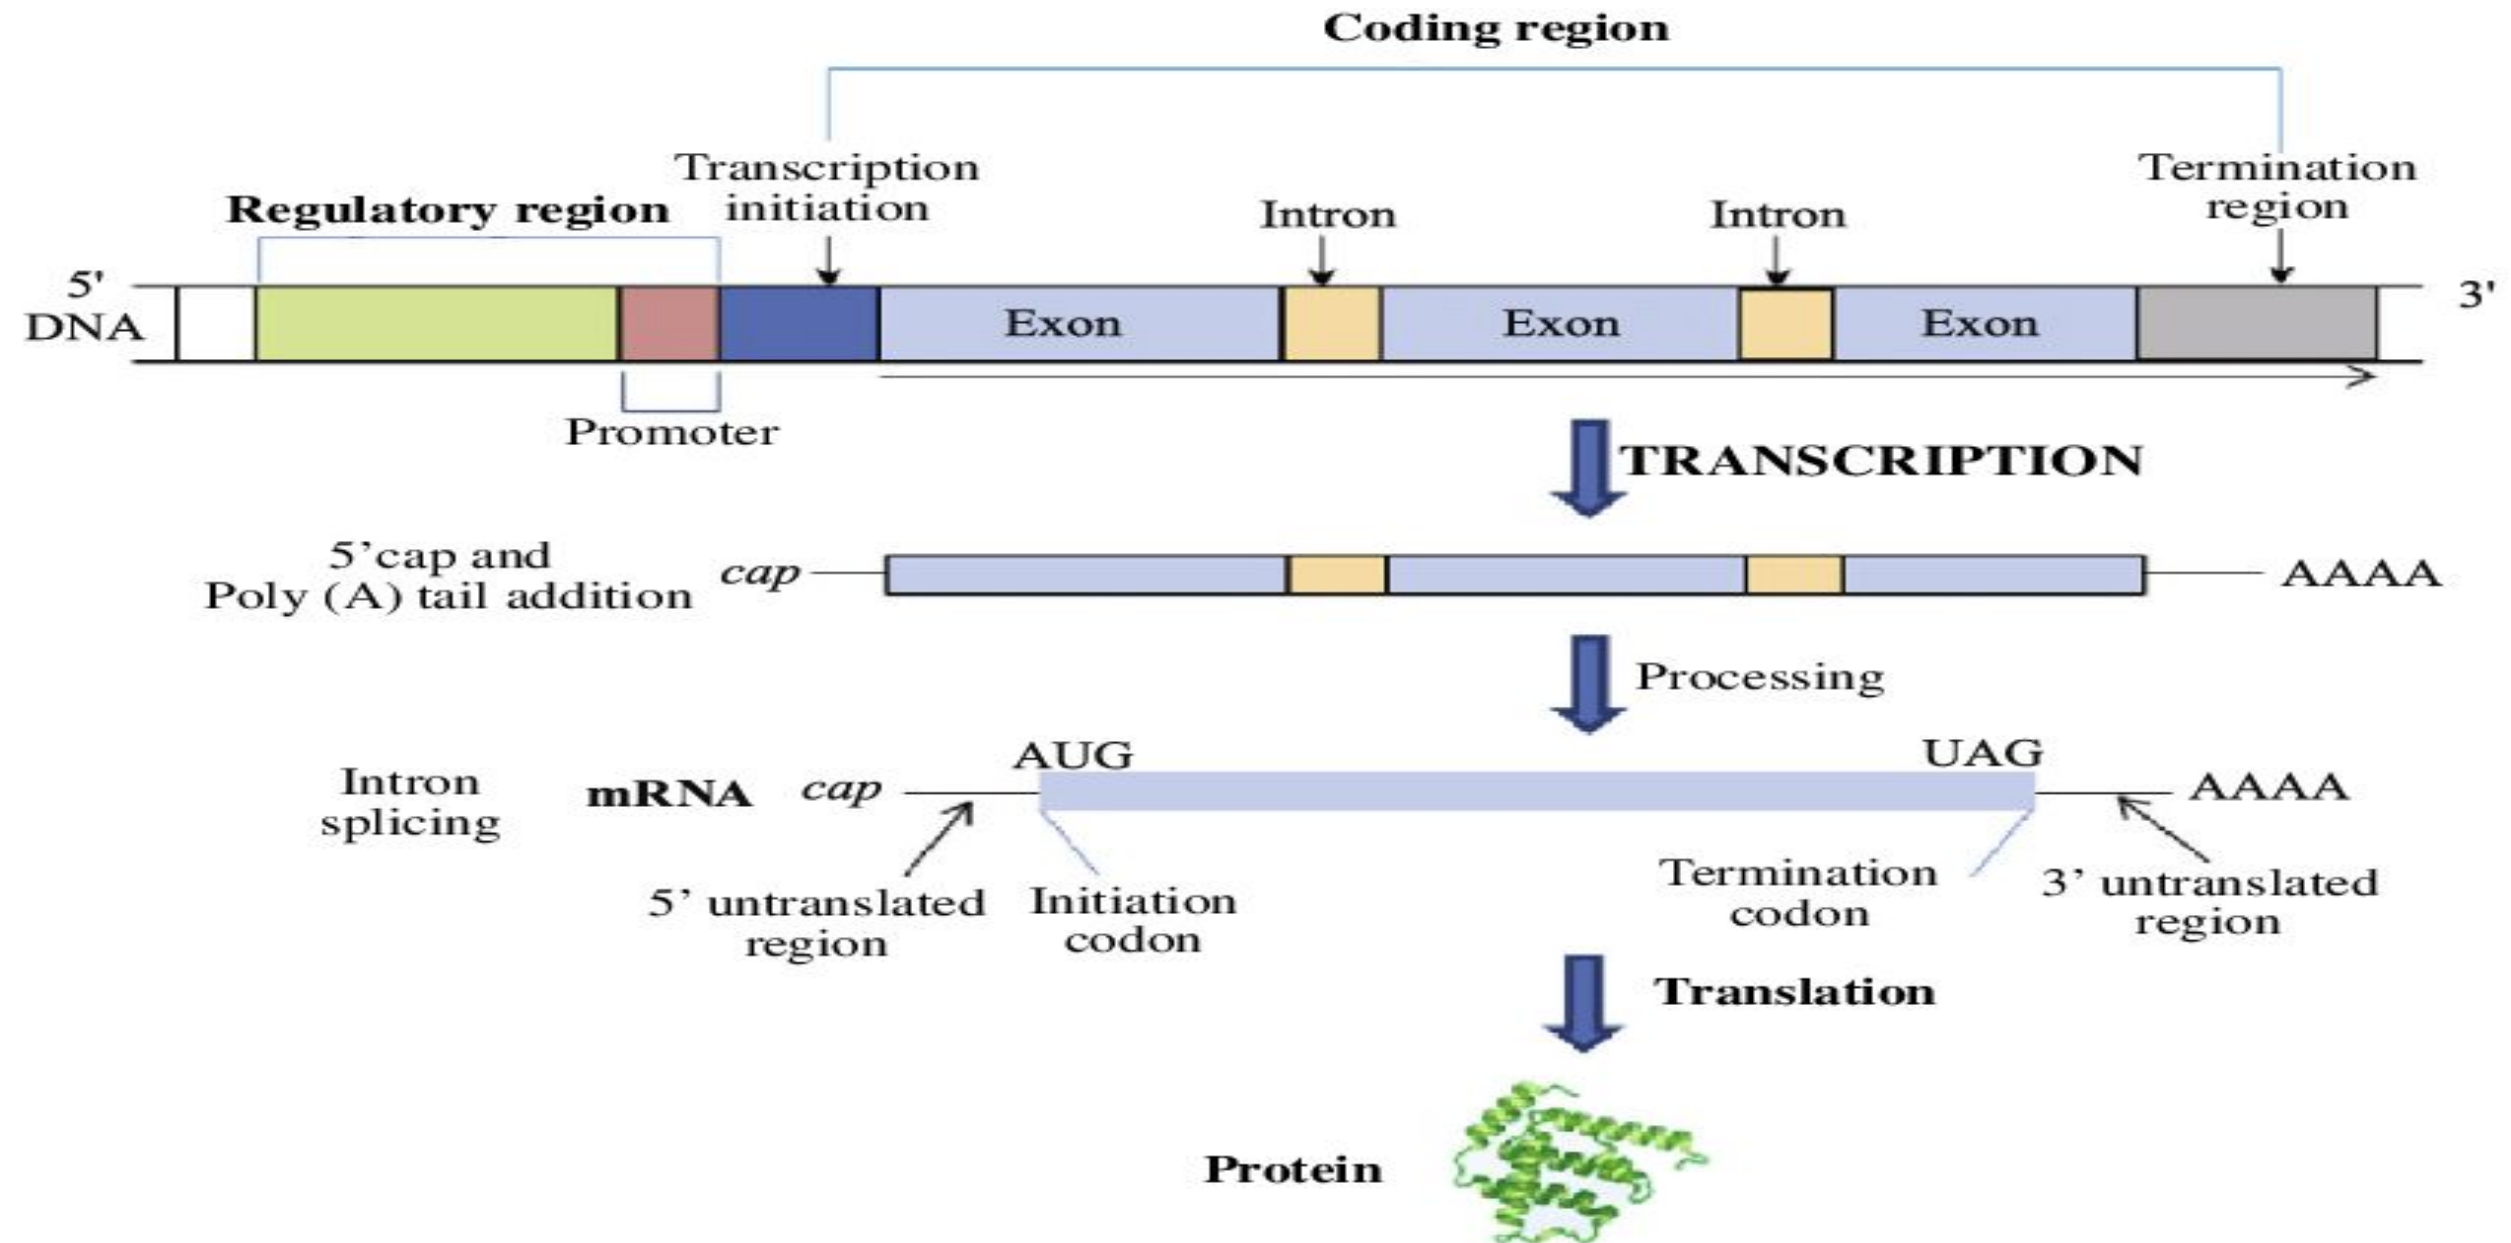 Coding region
Transcription
initiation
Termination
region
Regulatory region
Intron
Intron
5'
DNA
Exon
Exon
Exon
3'
Promoter
TRANSCRIPTION
5’cap and
Poly (A) tail addition
cap
AAAA
Processing
AUG
UAG
Intron
splicing
mRNA
cap
AAAA
5’ untranslated
region
Initiation
codon
Termination
codon
3’ untranslated
region
Translation
Protein